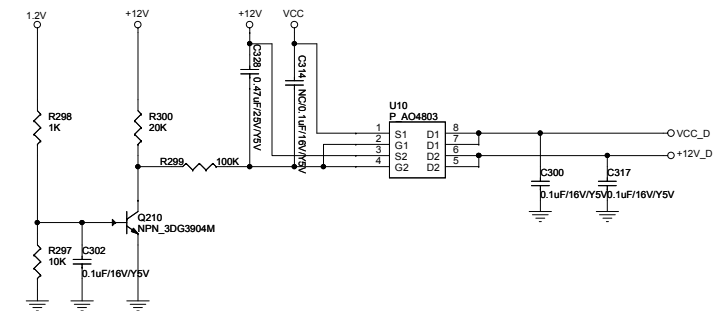 1.2V
+12V
+12V
VCC
R298
1K
R300
20K
C328
0.47uF/25V/Y5V
C314
NC/0.1uF/16V/Y5V
U10
P_AO4803
1 S1 D1 8
2 G1 D1 7
3 S2 D2 6
4 G2 D2 5
VCC_D
+12V_D
R299 100K
C300
0.1uF/16V/Y5V
C317
0.1uF/16V/Y5V
Q210
NPN_3DG3904M
R297
10K
C302
0.1uF/16V/Y5V